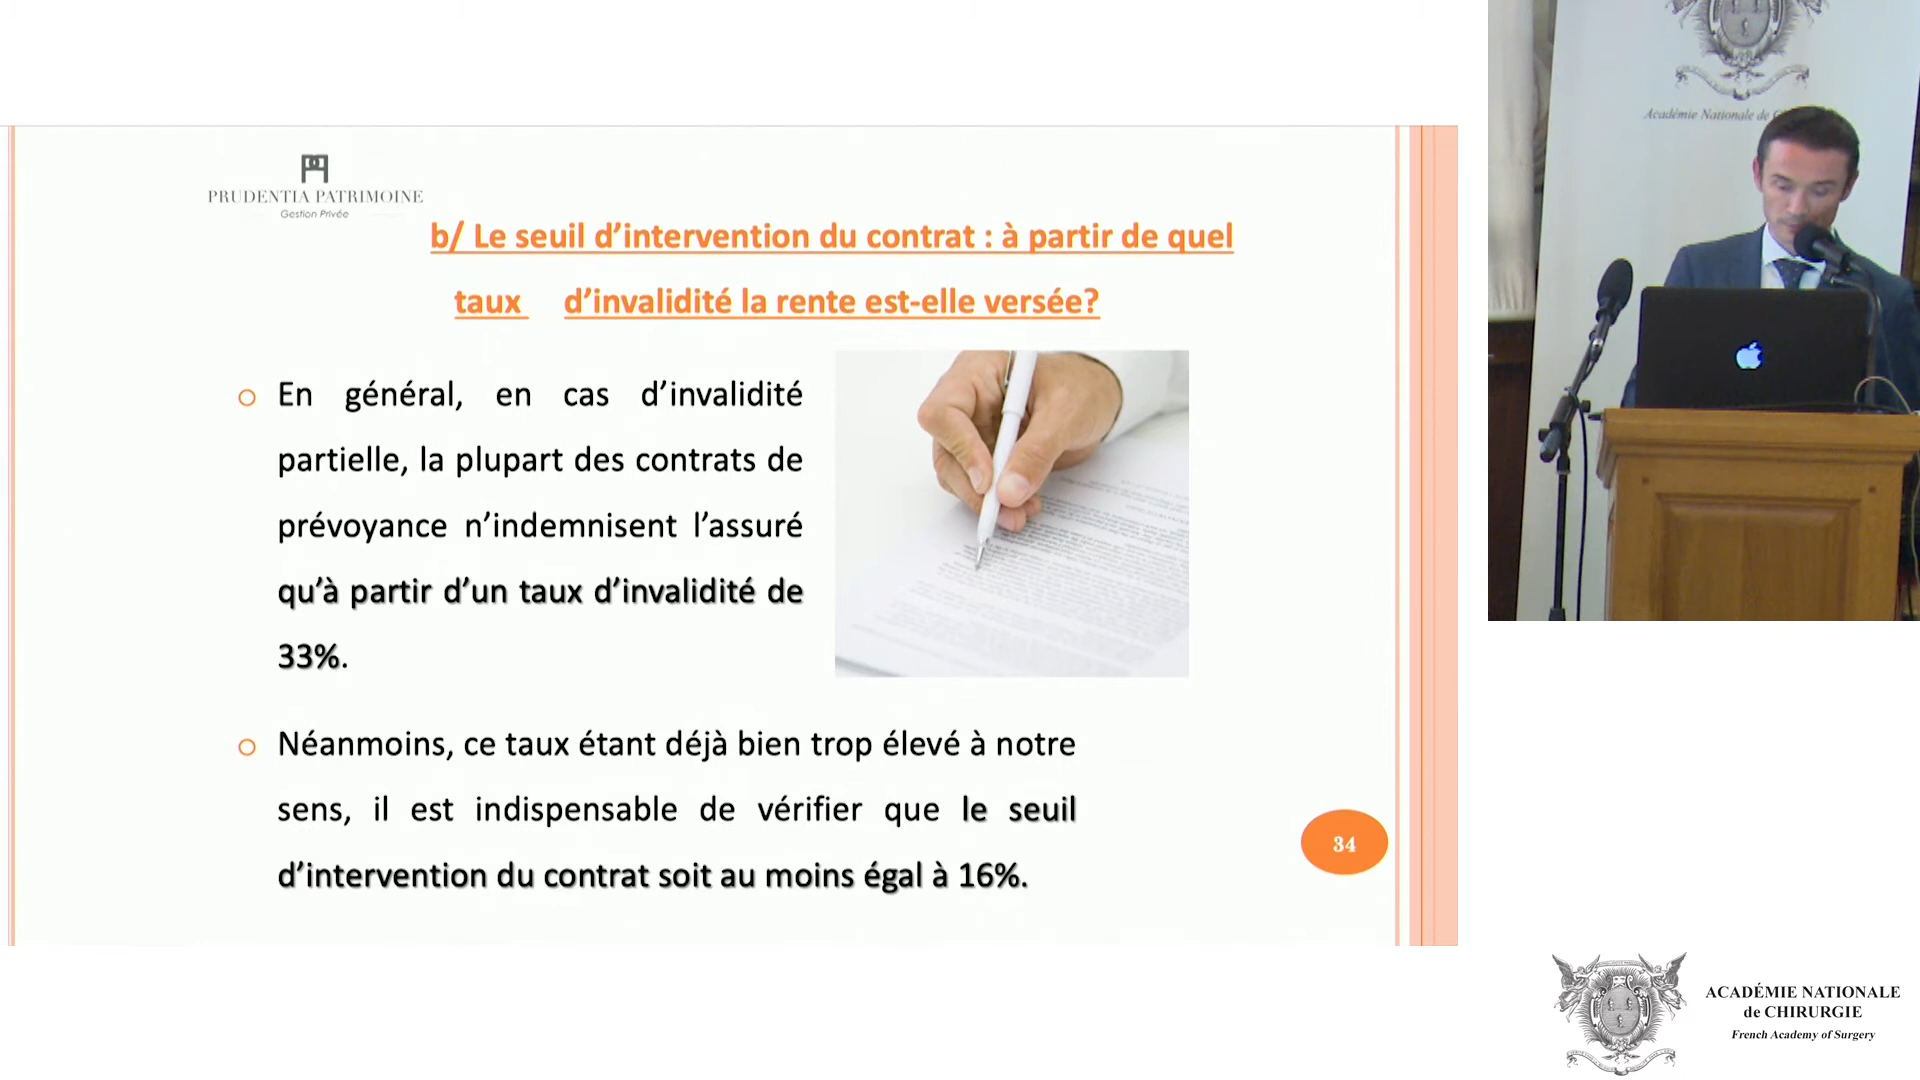 PRUDENTIA PATRIMOINE
Gestion Privée
b/ Le seuil d’intervention du contrat : à partir de quel
taux d’invalidité la rente est-elle versée?
En général, en cas d’invalidité
partielle, la plupart des contrats de
prévoyance n’indemnisent l’assuré
qu’à partir d’un taux d’invalidité de
33%.
Néanmoins, ce taux étant déjà bien trop élevé à notre
sens, il est indispensable de vérifier que le seuil
d’intervention du contrat soit au moins égal à 16%.
34
Académie Nationale de
ACADÉMIE NATIONALE
de CHIRURGIE
French Academy of Surgery